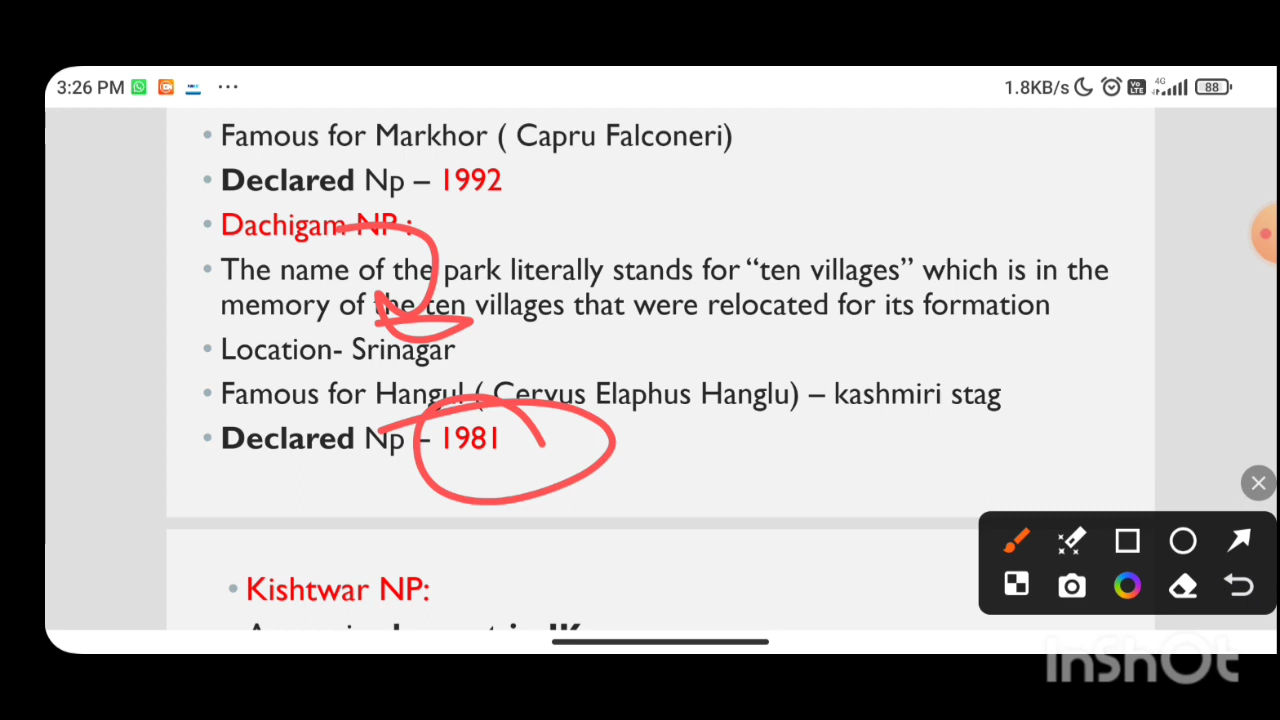 3:26 PM
1.8KB/s
4G
Vo LTE
88
• Famous for Markhor ( Capru Falconeri)
• Declared Np – 1992
• Dachigam NP :
• The name of the park literally stands for “ten villages” which is in the
memory of the ten villages that were relocated for its formation
• Location- Srinagar
• Famous for Hangul ( Cervus Elaphus Hanglu) – kashmiri stag
• Declared Np – 1981
• Kishtwar NP:
InShOt